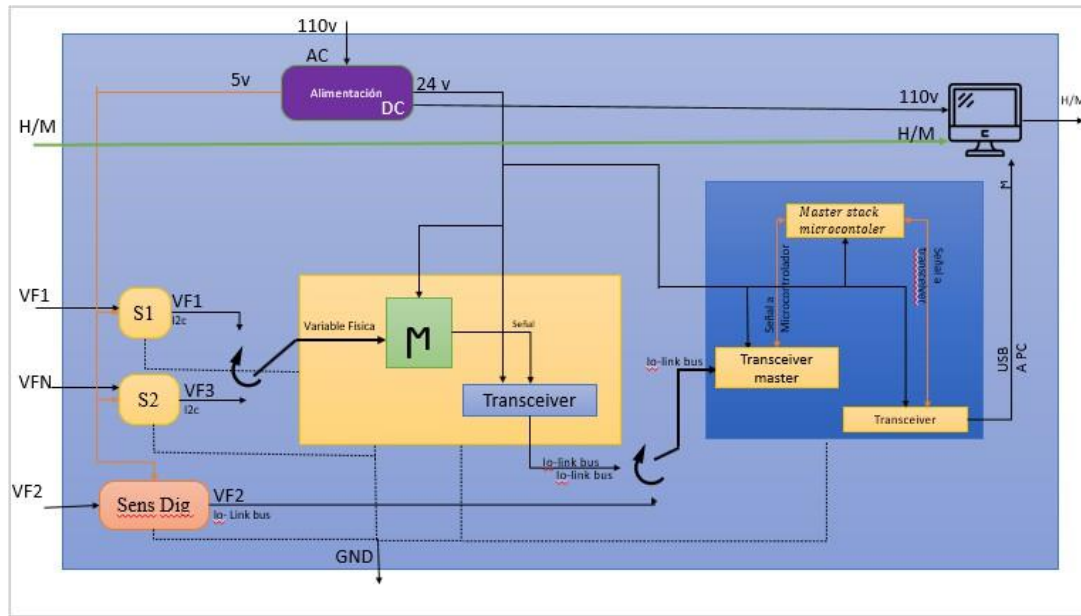 110v
AC
5v
Alimentación
DC
24 v
110v
H/M
H/M
H/M
M
Master stack
microcontoler
Señal a
Microcontrolador
Señal a
VF1
S1
VF1
I2c
Variable Fisica
M
Señal
Transceiver
VFN
S2
VF3
I2c
Io-link bus
Transceiver
master
Transceiver
USB
A PC
Io-link bus
Io-link bus
VF2
Sens Dig
VF2
Io- Link bus
GND